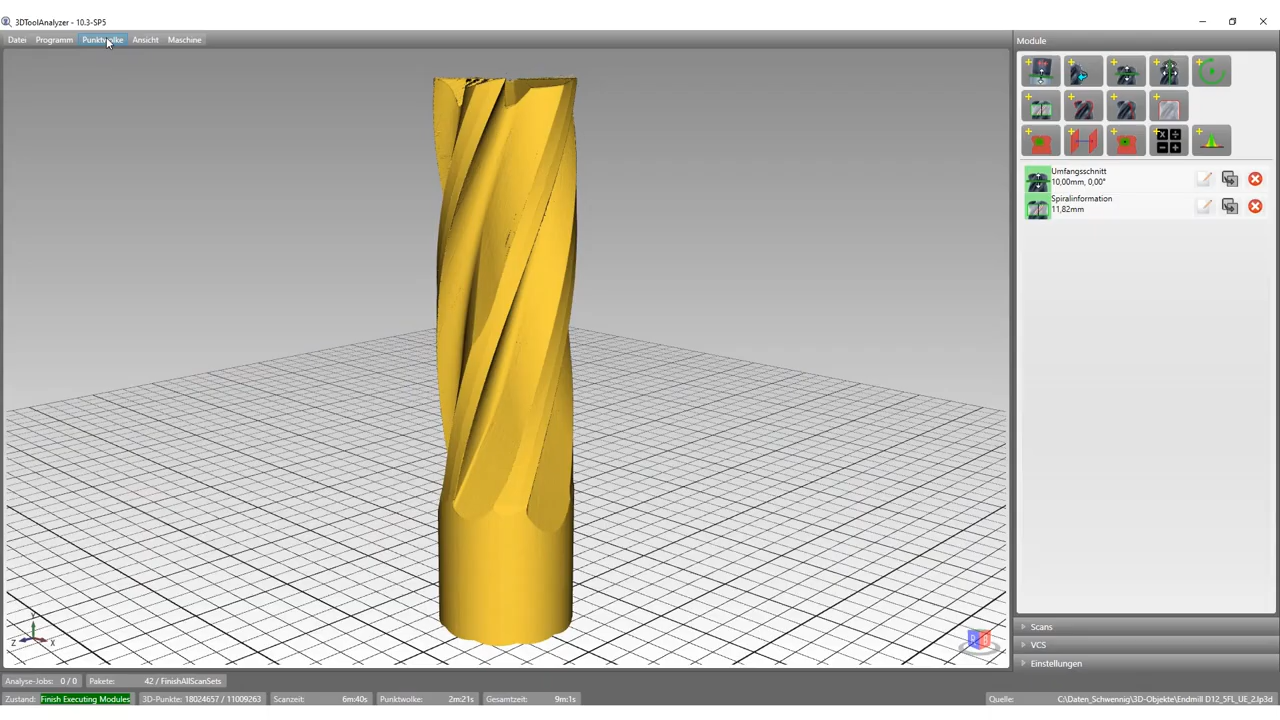 3DToolAnalyzer - 10.3-SP5
Datei Programm Punktwolke Ansicht Maschine
Module
Umfangsschnitt
10,00mm, 0,00°
Spiralinformation
11,82mm
Scans
VCS
Einstellungen
Analyse-Jobs: 0 / 0 Pakete: 42 / FinishAllScanSets
Zustand: Finish Executing Modules 3D-Punkte: 18024657 / 11009263 Scanzeit: 6m:40s Punktwolke: 2m:21s Gesamtzeit: 9m:1s Quelle: C:\Daten_Schwennig\3D-Objekte\Endmill D12_5FL_UE_2.lp3d